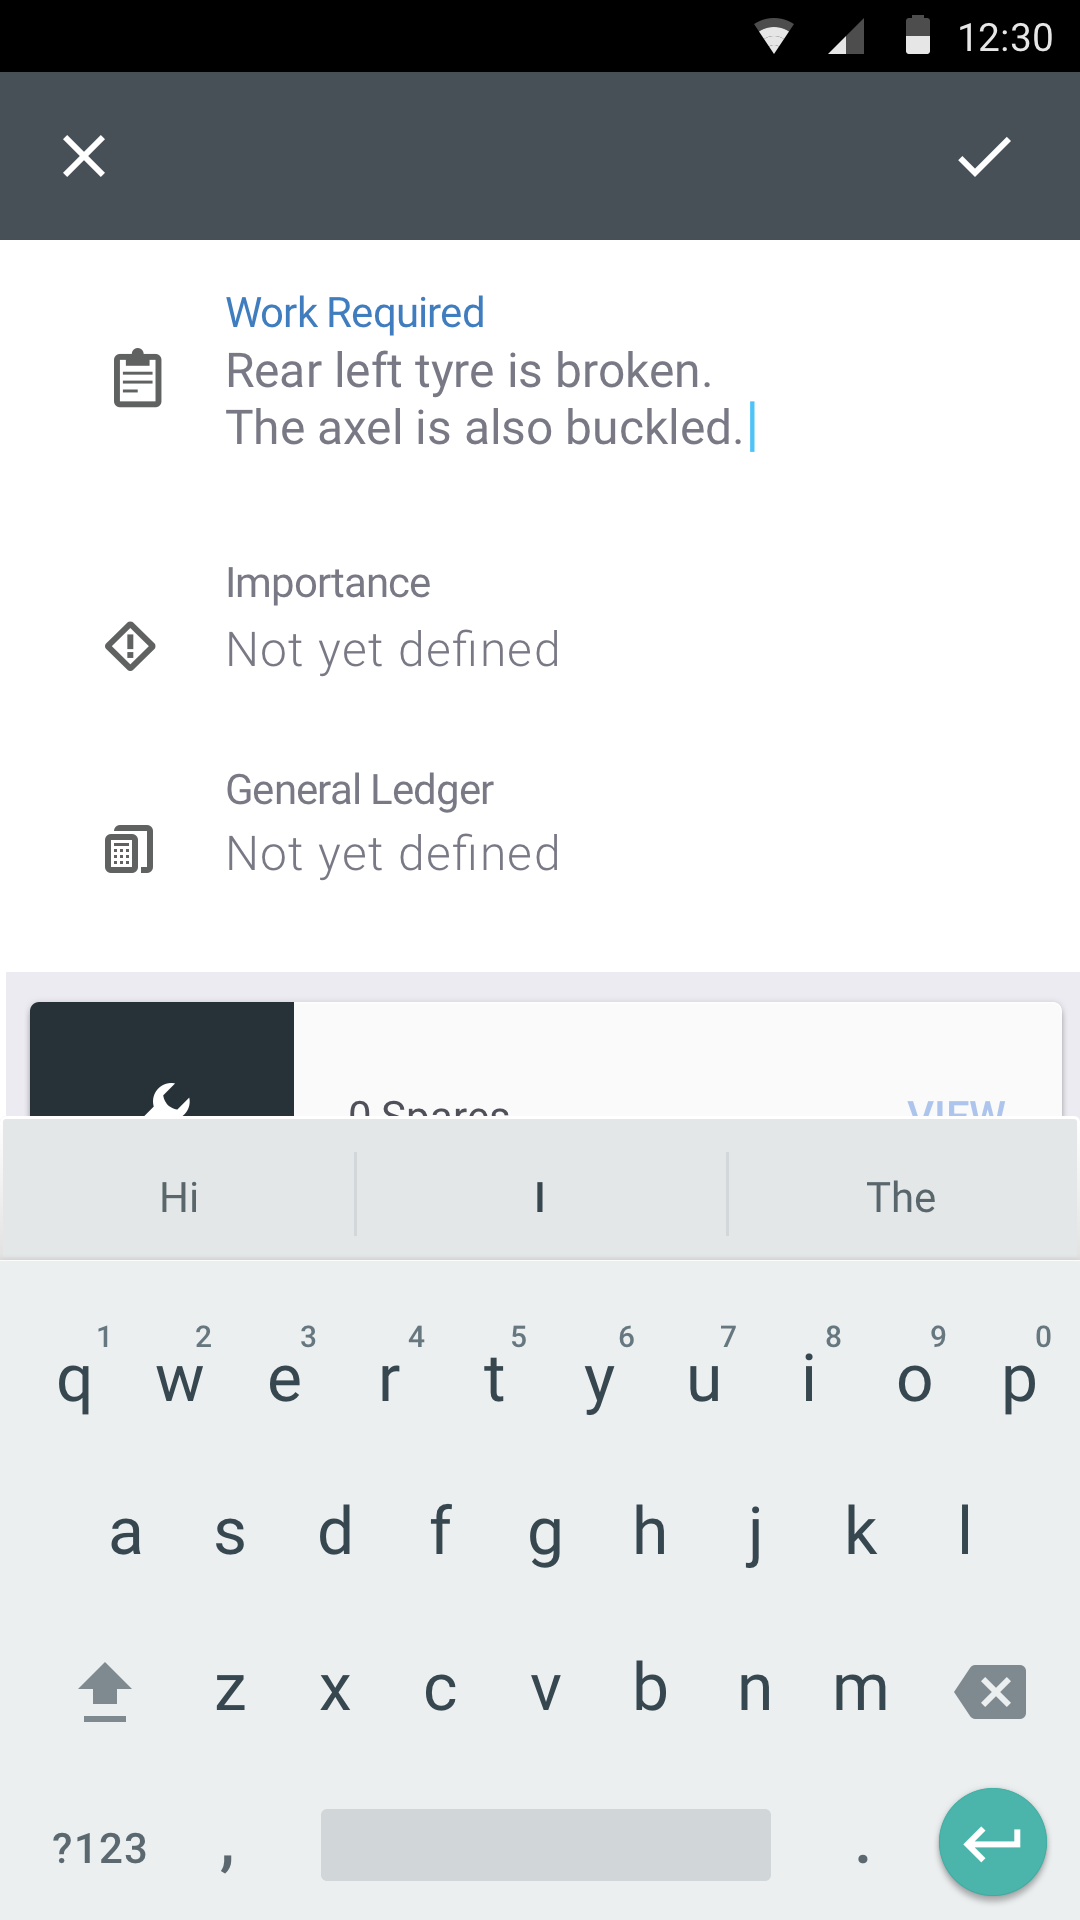 12:30
Work Required
Rear left tyre is broken.
The axel is also buckled.
Importance
Not yet defined
General Ledger
Not yet defined
0 Spares VIEW
Hi I The
1 2 3 4 5 6 7 8 9 0
q w e r t y u i o p
a s d f g h j k l
z x c v b n m
?123 , .